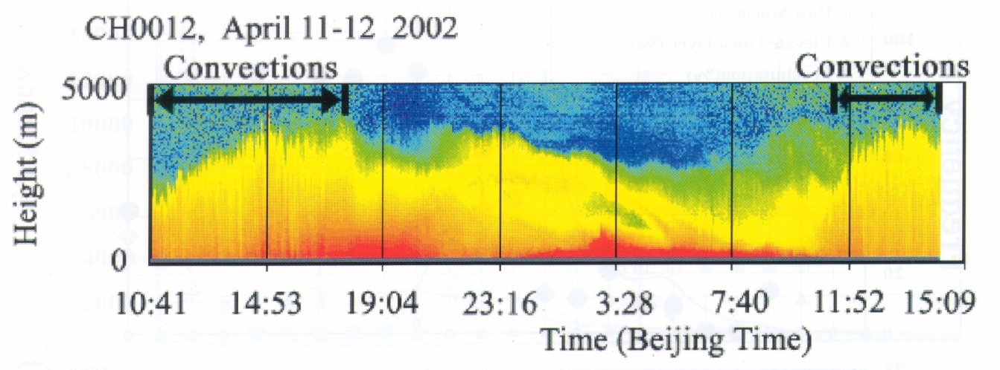 CH0012, April 11-12 2002
Convections
Convections
5000
Height (m)
0
10:41 14:53 19:04 23:16 3:28 7:40 11:52 15:09
Time (Beijing Time)